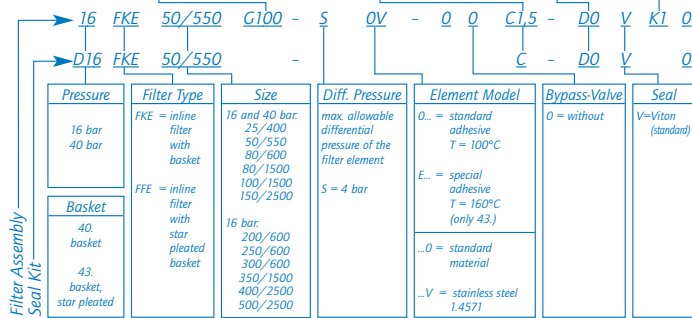 16 FKE 50/550 G100 - S 0V - 0 0 C1,5 - D0 V K1 0
D16 FKE 50/550 - S C - D0 V 0
Filter Assembly
Seal Kit
Pressure
16 bar
40 bar
Basket
40.
basket
43.
basket,
star pleated
Filter Type
FKE = inline
filter
with
basket
FFE = inline
filter
with
star
pleated
basket
Size
16 and 40 bar:
25/400
50/550
80/600
80/1500
100/1500
150/2500
16 bar:
200/600
250/600
300/600
350/1500
400/2500
500/2500
Diff. Pressure
max. allowable
differential
pressure of the
filter element
S = 4 bar
Element Model
0... = standard
adhesive
T = 100°C
E... = special
adhesive
T = 160°C
(only 43.)
...0 = standard
material
...V = stainless steel
1.4571
Bypass-Valve
0 = without
Seal
V=Viton
(standard)